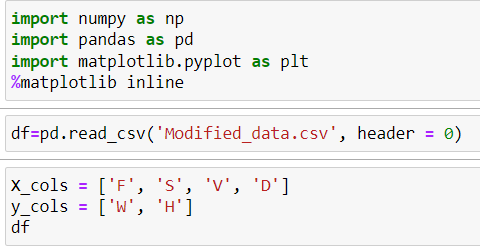 import numpy as np
import pandas as pd
import matplotlib.pyplot as plt
%matplotlib inline
df=pd.read_csv('Modified_data.csv', header = 0)
X_cols = ['F', 'S', 'V', 'D']
y_cols = ['W', 'H']
df